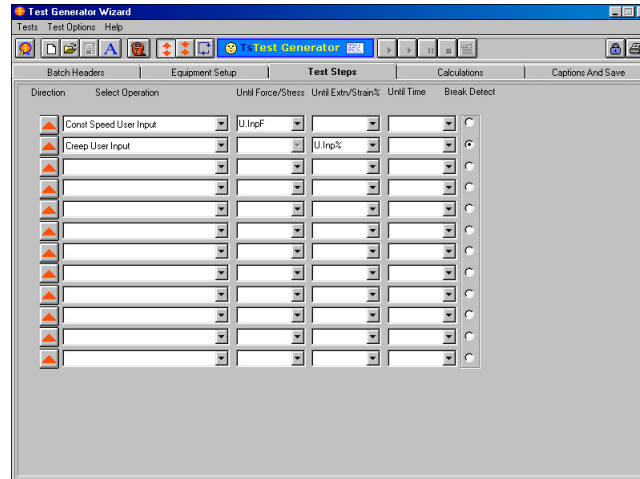 Test Generator Wizard
Tests Test Options Help
A TsTest Generator
Batch Headers Equipment Setup Test Steps Calculations Captions And Save
Direction Select Operation Until Force/Stress Until Extn/Strain% Until Time Break Detect
Const Speed User Input U.InpF
Creep User Input U.Inp%